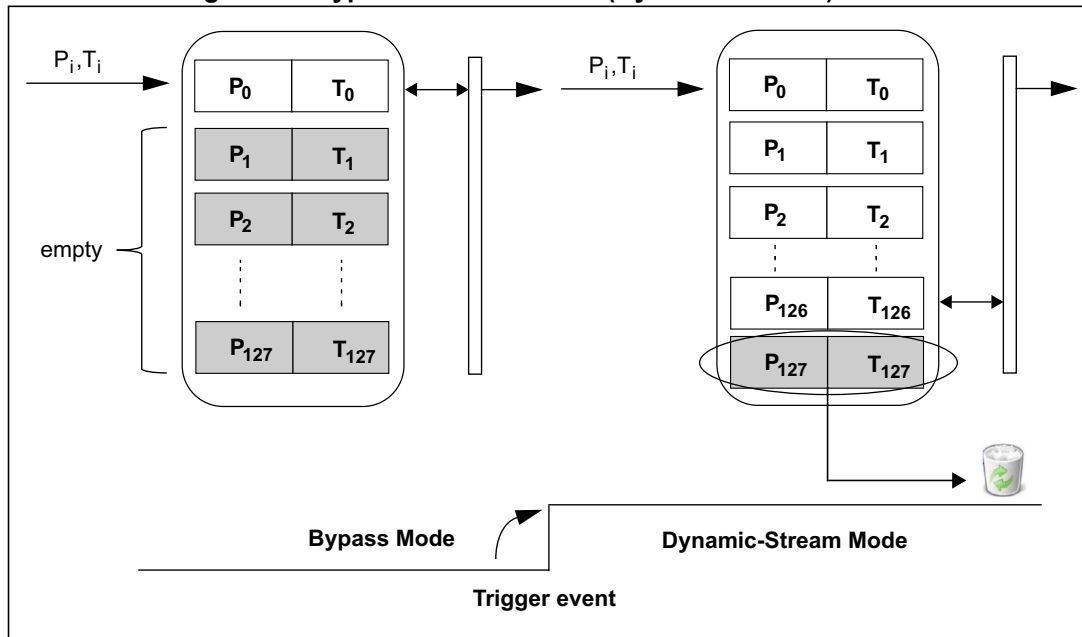 P_i,T_i
P_0 T_0
P_1 T_1
P_2 T_2
P_127 T_127
empty
P_i,T_i
P_0 T_0
P_1 T_1
P_2 T_2
P_126 T_126
P_127 T_127
Bypass Mode
Dynamic-Stream Mode
Trigger event